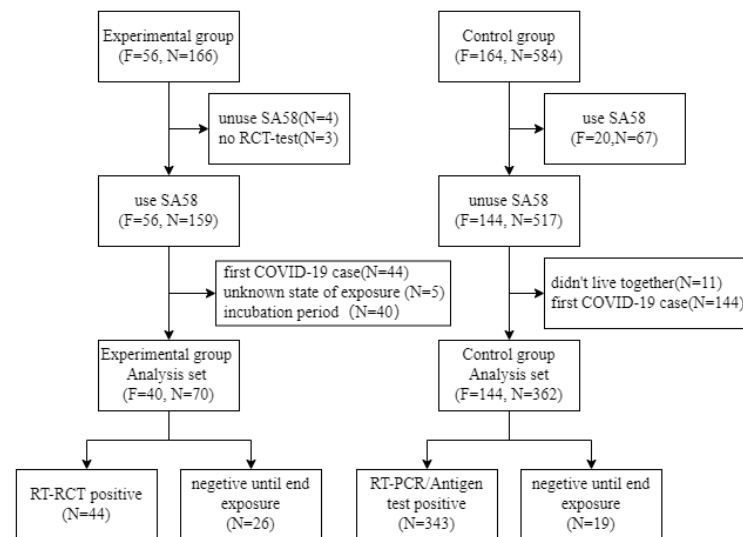 Experimental group
(F=56, N=166)
Control group
(F=164, N=584)
unuse SA58(N=4)
no RCT-test(N=3)
use SA58
(F=20,N=67)
use SA58
(F=56, N=159)
unuse SA58
(F=144, N=517)
first COVID-19 case(N=44)
unknown state of exposure (N=5)
incubation period（N=40）
didn't live together(N=11)
first COVID-19 case(N=144)
Experimental group
Analysis set
(F=40, N=70)
Control group
Analysis set
(F=144, N=362)
RT-RCT positive
(N=44)
negetive until end
exposure
(N=26)
RT-PCR/Antigen
test positive
(N=343)
negetive until end
exposure
(N=19)